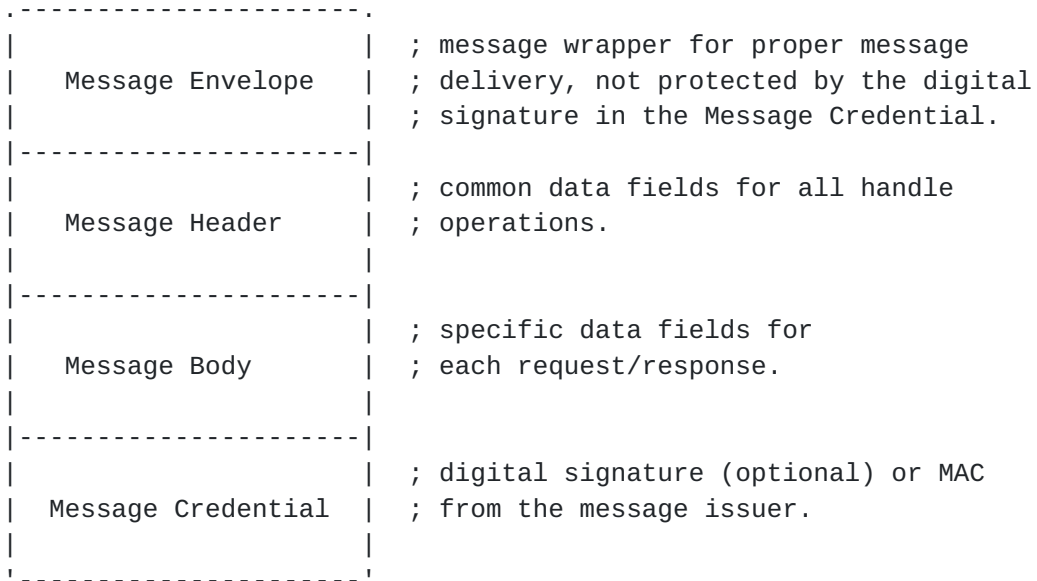 .----------------------.
|                      |  ; message wrapper for proper message
|   Message Envelope   |  ; delivery, not protected by the digital
|                      |  ; signature in the Message Credential.
|----------------------|
|                      |  ; common data fields for all handle
|   Message Header     |  ; operations.
|                      |
|----------------------|
|                      |  ; specific data fields for
|   Message Body       |  ; each request/response.
|                      |
|----------------------|
|                      |  ; digital signature (optional) or MAC
|  Message Credential  |  ; from the message issuer.
|                      |
'----------------------'